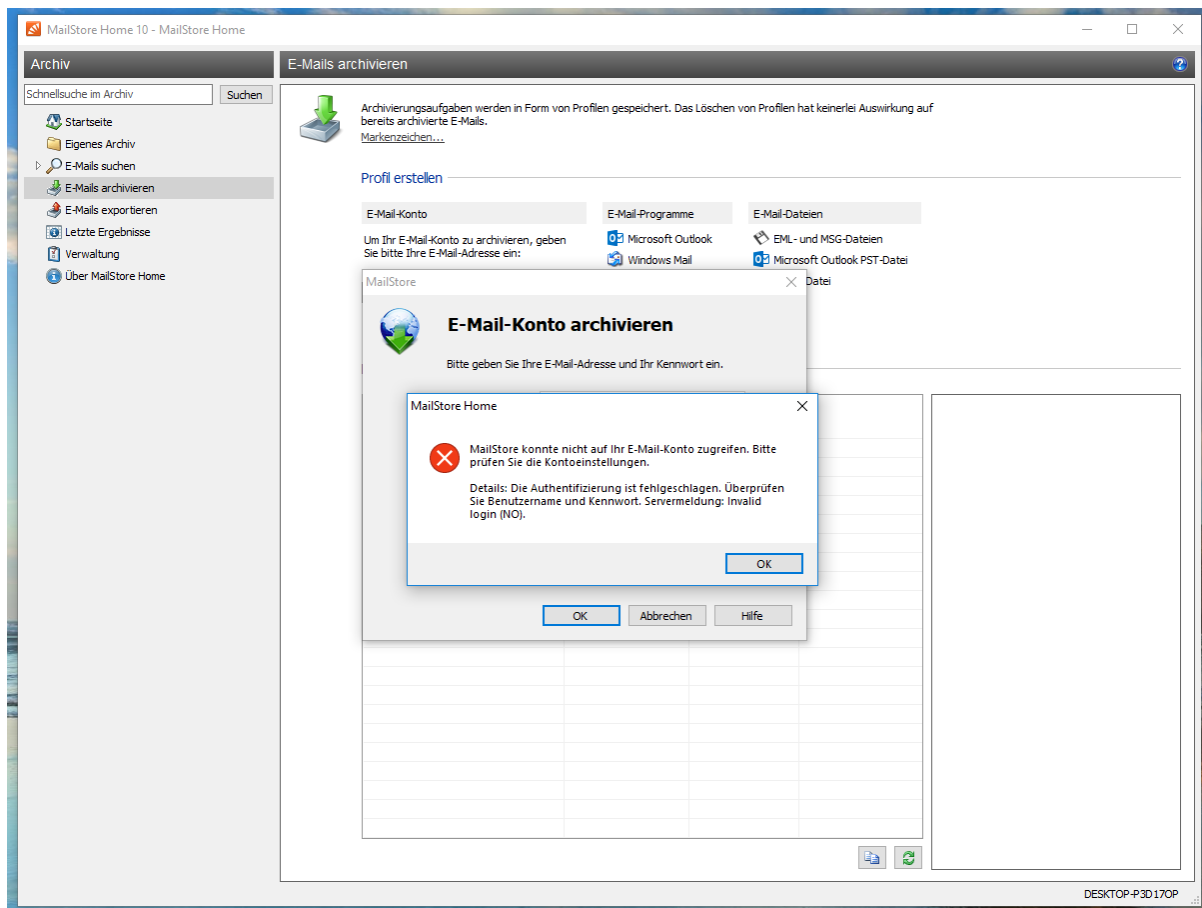 MailStore Home 10 - MailStore Home
Archiv
Schnellsuche im Archiv
Suchen
Startseite
Eigenes Archiv
E-Mails suchen
E-Mails archivieren
E-Mails exportieren
Letzte Ergebnisse
Verwaltung
Über MailStore Home
E-Mails archivieren
Archivierungsaufgaben werden in Form von Profilen gespeichert. Das Löschen von Profilen hat keinerlei Auswirkung auf
bereits archivierte E-Mails.
Markenzeichen...
Profil erstellen
E-Mail-Konto
Um Ihr E-Mail-Konto zu archivieren, geben
Sie bitte Ihre E-Mail-Adresse ein:
E-Mail-Programme
Microsoft Outlook
Windows Mail
E-Mail-Dateien
EML- und MSG-Dateien
Microsoft Outlook PST-Datei
Datei
MailStore
E-Mail-Konto archivieren
Bitte geben Sie Ihre E-Mail-Adresse und Ihr Kennwort ein.
MailStore Home
MailStore konnte nicht auf Ihr E-Mail-Konto zugreifen. Bitte
prüfen Sie die Kontoeinstellungen.
Details: Die Authentifizierung ist fehlgeschlagen. Überprüfen
Sie Benutzername und Kennwort. Servermeldung: Invalid
login (NO).
OK
OK
Abbrechen
Hilfe
DESKTOP-P3D17OP